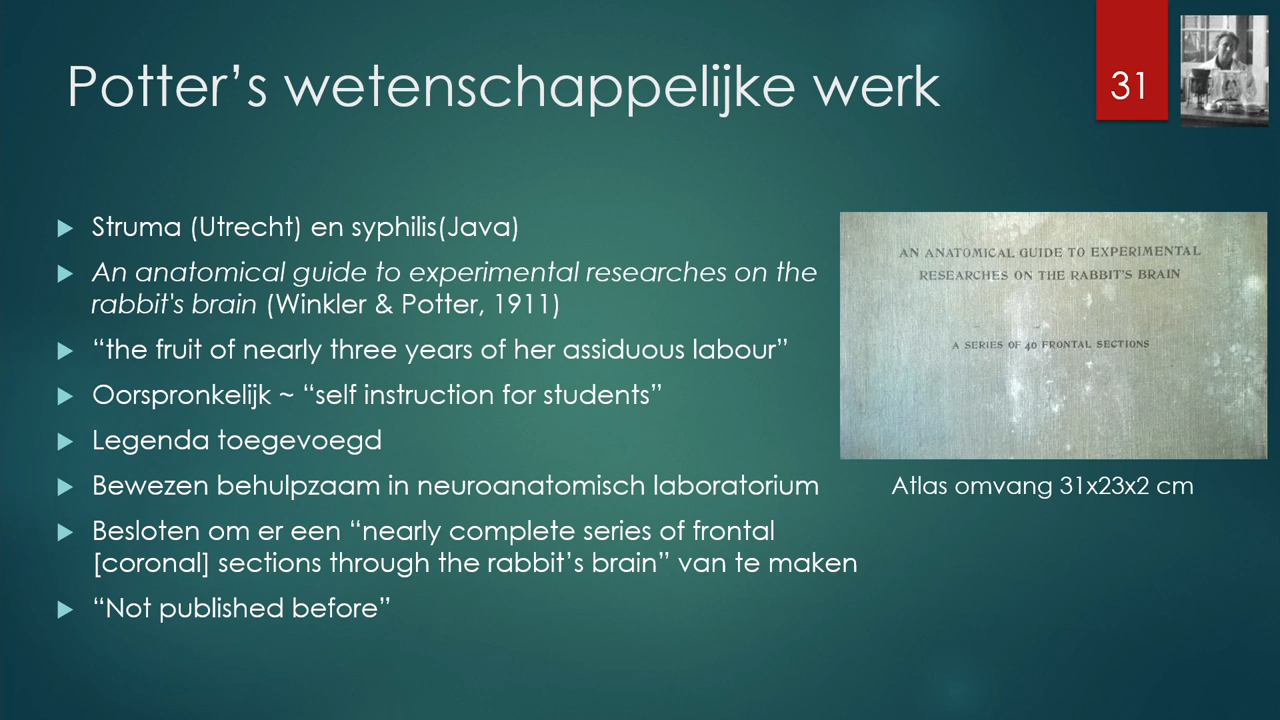 Potter’s wetenschappelijke werk
31
Struma (Utrecht) en syphilis(Java)
An anatomical guide to experimental researches on the
rabbit's brain (Winkler & Potter, 1911)
“the fruit of nearly three years of her assiduous labour”
Oorspronkelijk ~ “self instruction for students”
Legenda toegevoegd
Bewezen behulpzaam in neuroanatomisch laboratorium
Besloten om er een “nearly complete series of frontal
[coronal] sections through the rabbit’s brain” van te maken
“Not published before”
AN ANATOMICAL GUIDE TO EXPERIMENTAL
RESEARCHES ON THE RABBIT'S BRAIN
A SERIES OF 40 FRONTAL SECTIONS
Atlas omvang 31x23x2 cm